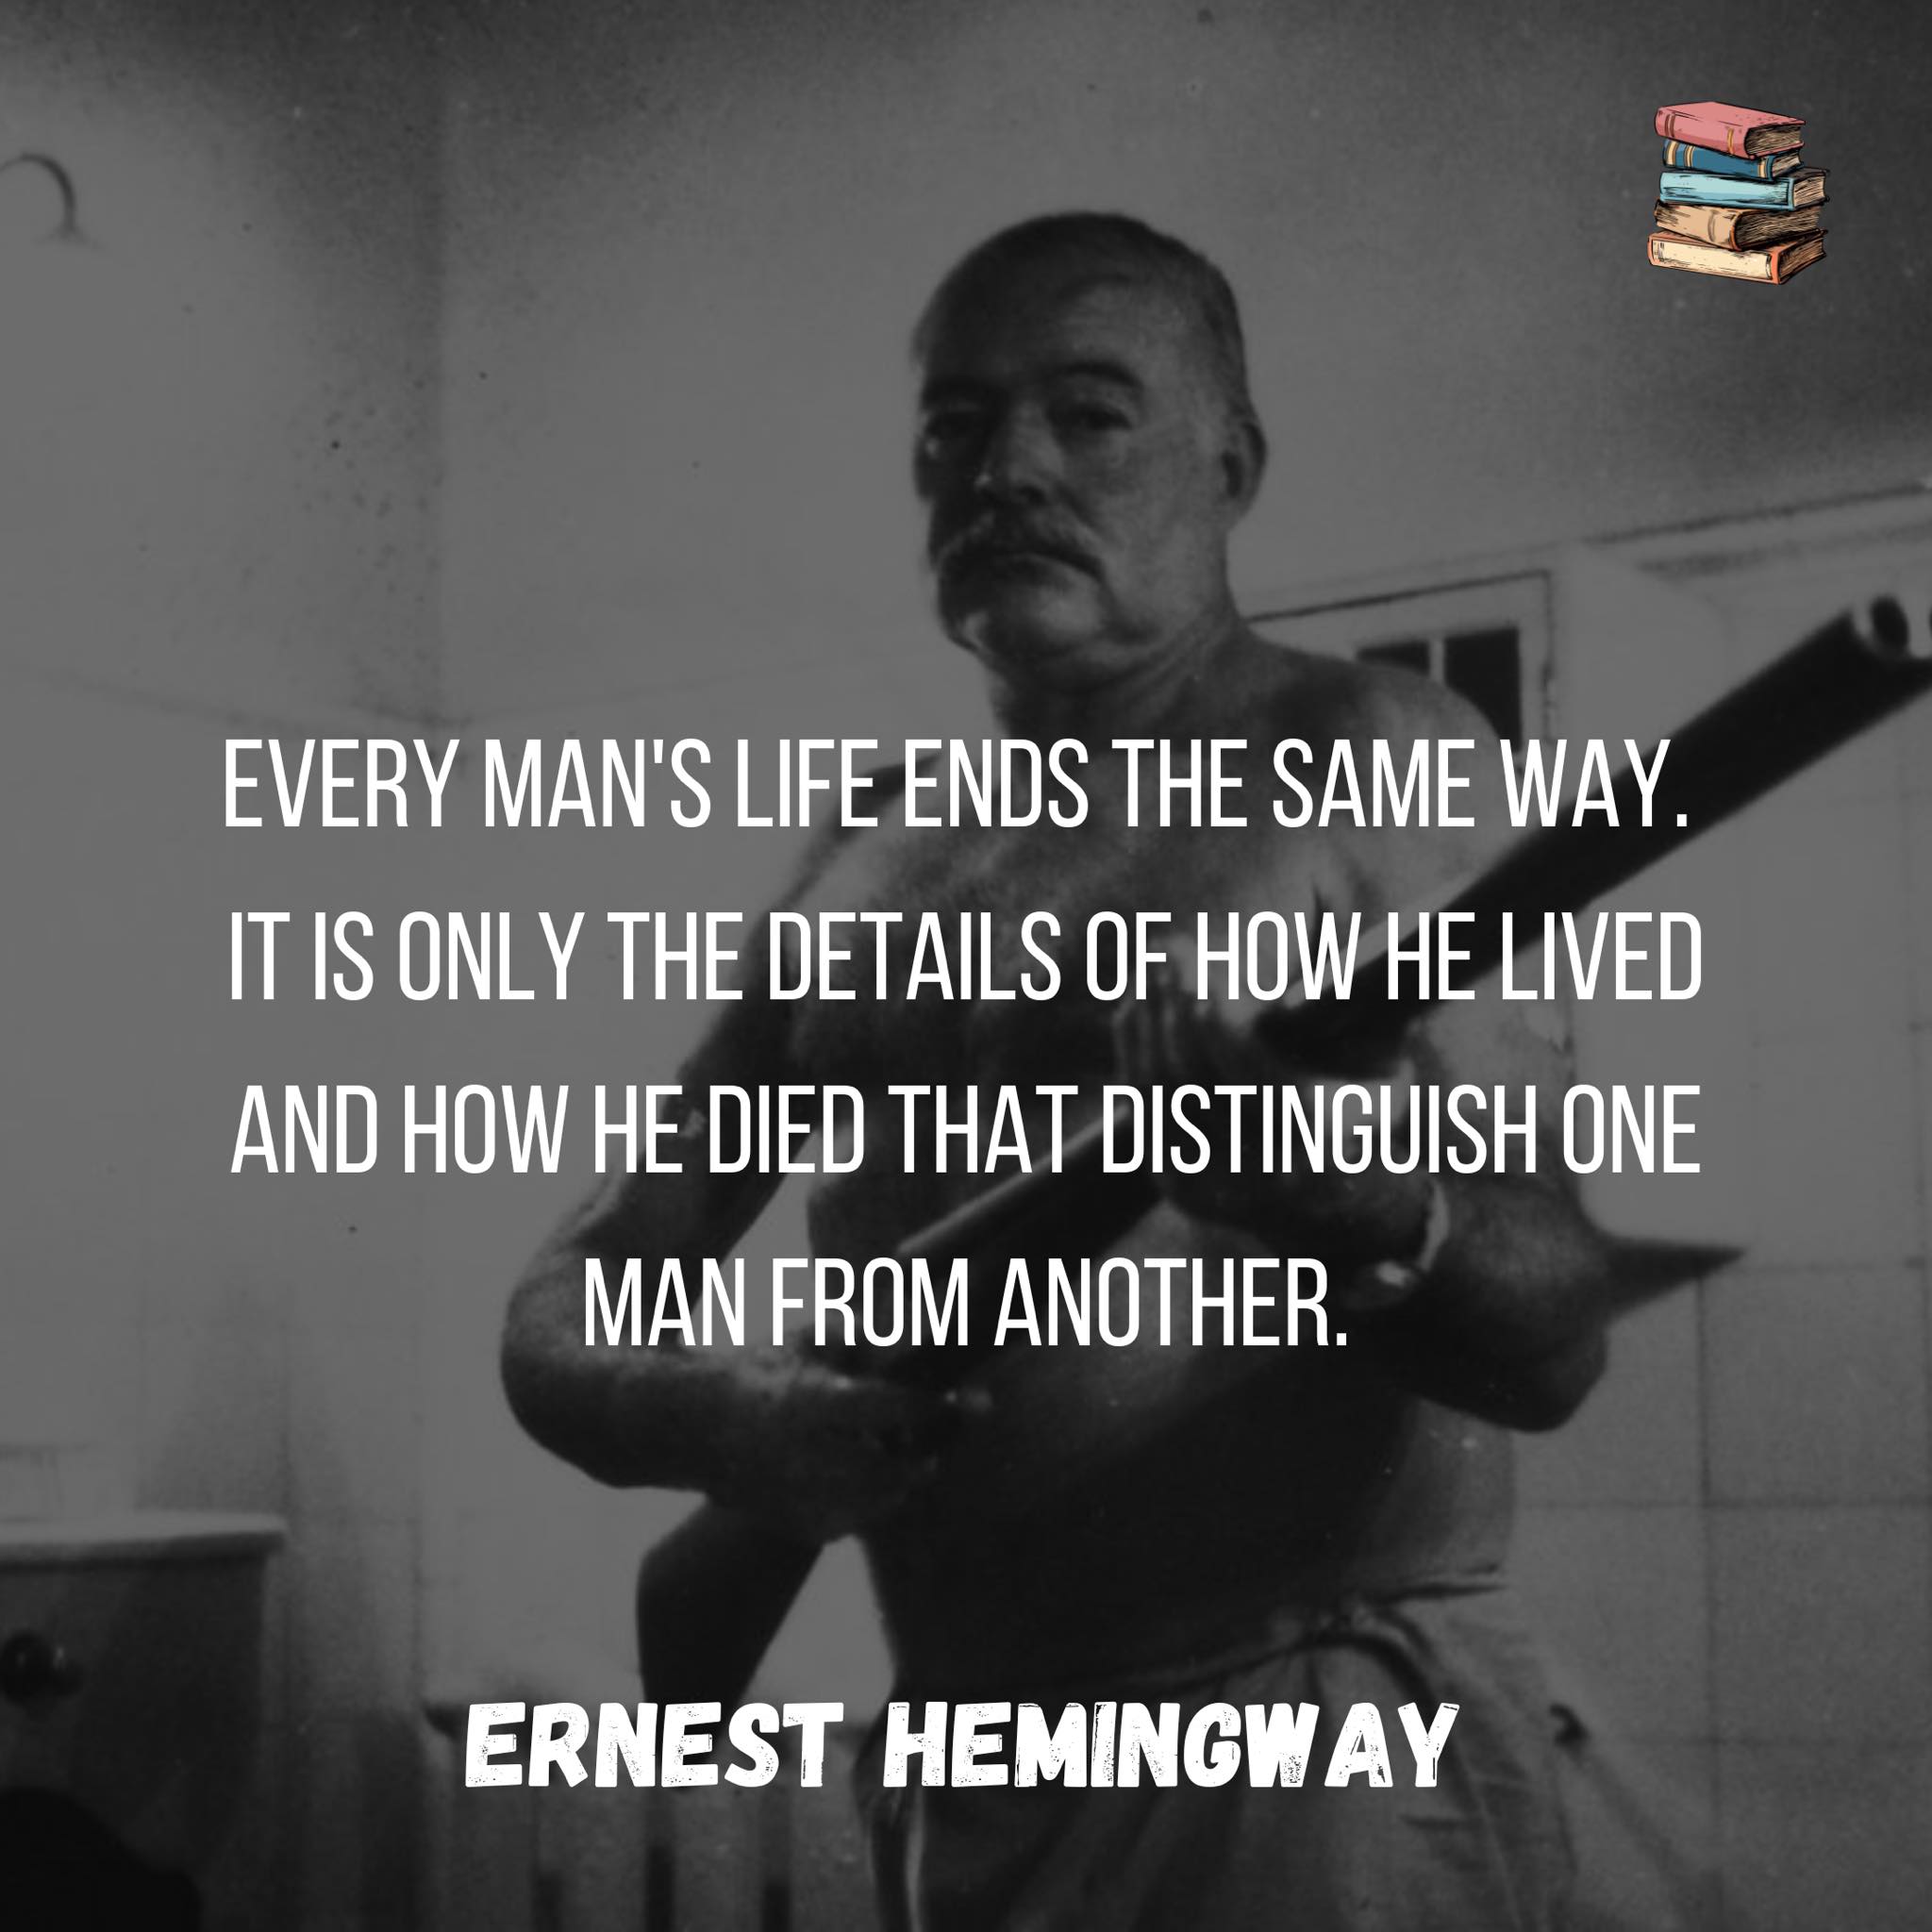 EVERY MAN'S LIFE ENDS THE SAME WAY.
IT IS ONLY THE DETAILS OF HOW HE LIVED
AND HOW HE DIED THAT DISTINGUISH ONE
MAN FROM ANOTHER.
ERNEST HEMINGWAY